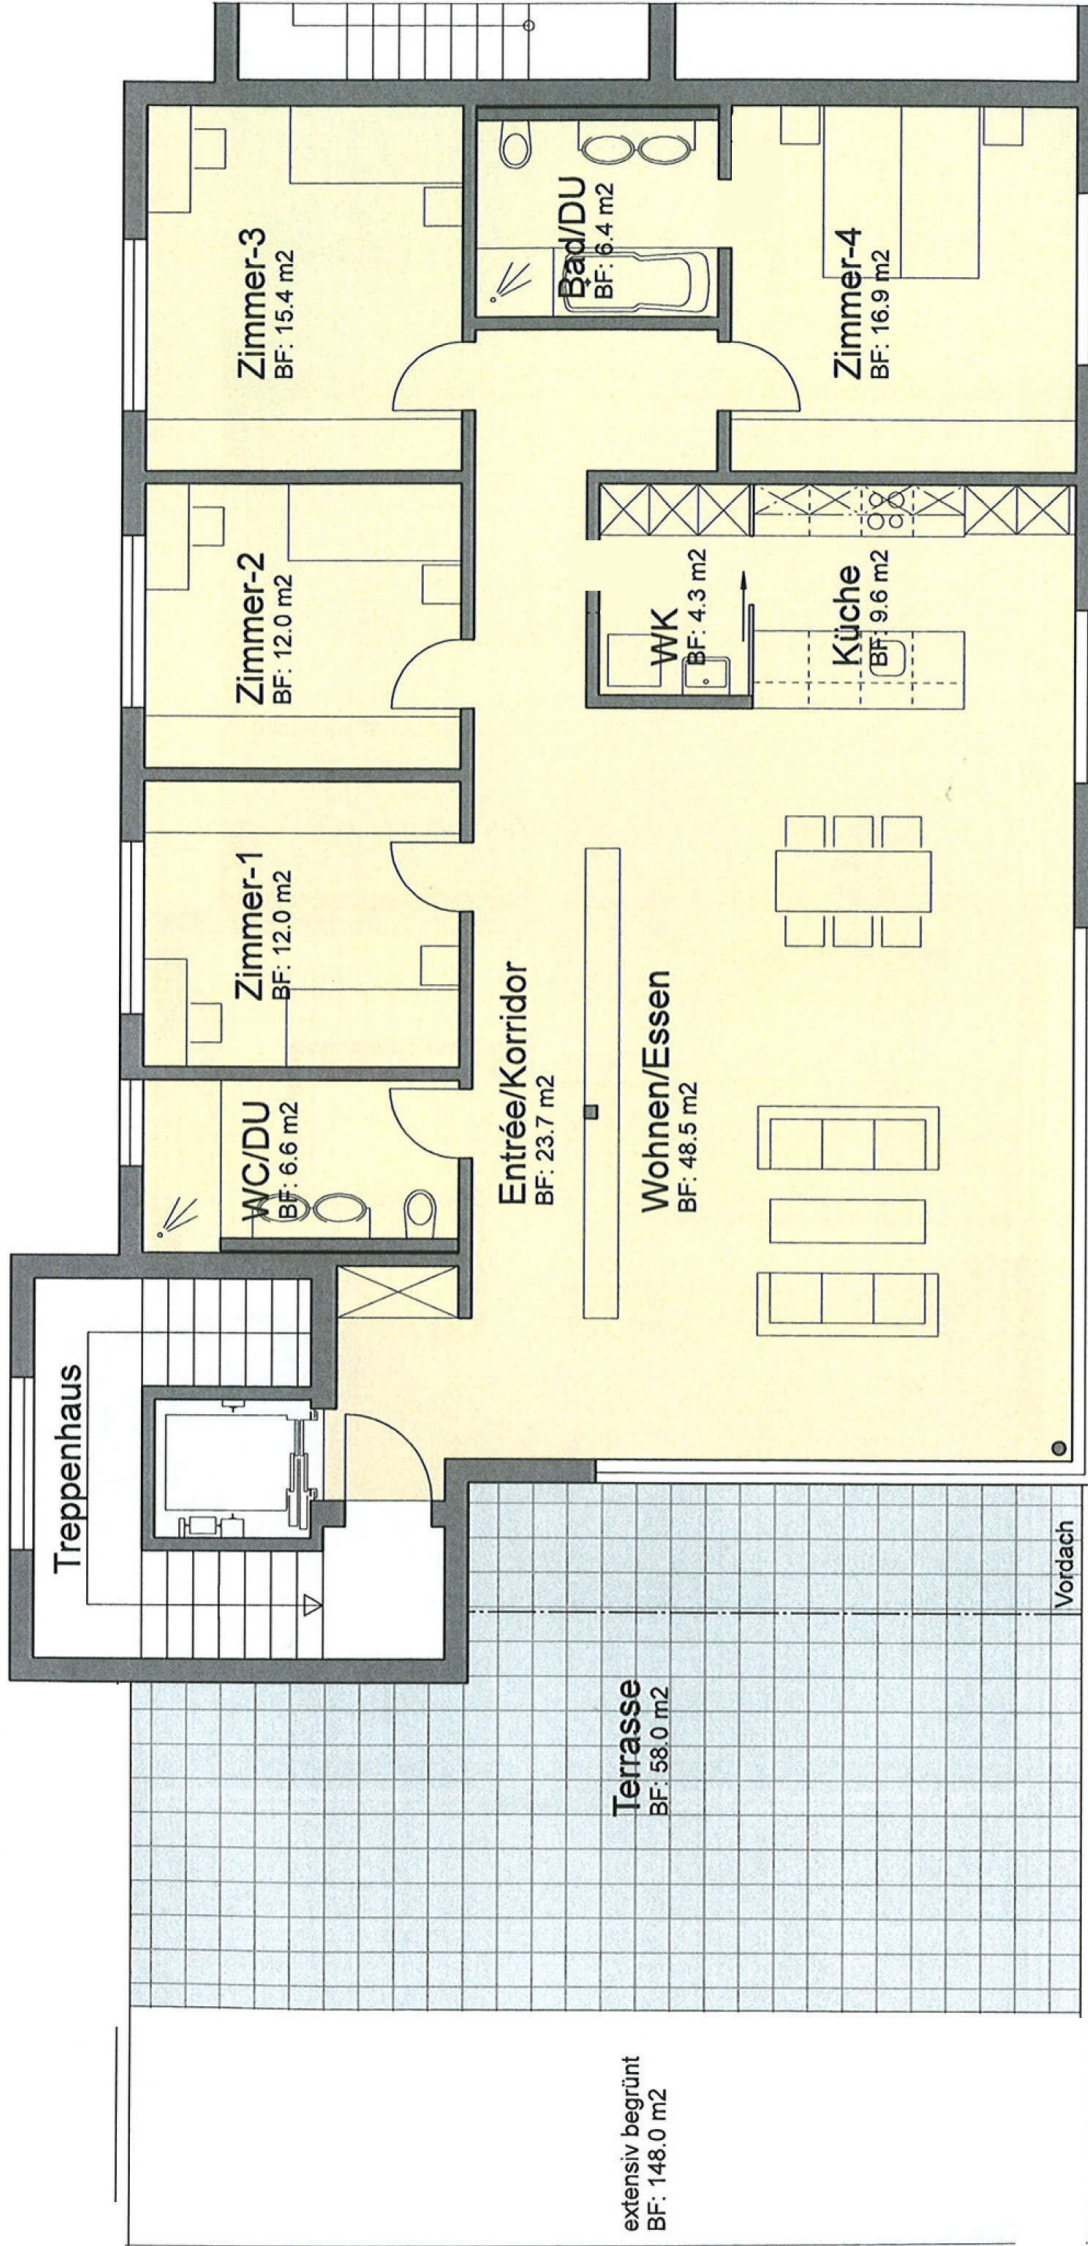 Treppenhaus
WC/DU
BF: 6.6 m2
Zimmer-1
BF: 12.0 m2
Zimmer-2
BF: 12.0 m2
Zimmer-3
BF: 15.4 m2
Entrée/Korridor
BF: 23.7 m2
Bad/DU
BF: 6.4 m2
extensiv begrünt
BF: 148.0 m2
Terrasse
BF: 58.0 m2
Wohnen/Essen
BF: 48.5 m2
WK
BF: 4.3 m2
Küche
BF: 9.6 m2
Zimmer-4
BF: 16.9 m2
Vordach